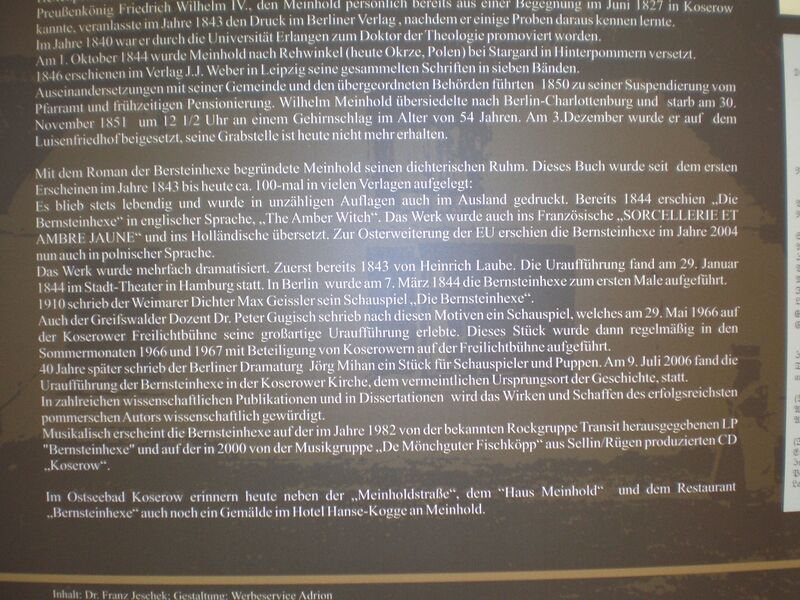 Preußenkönig Friedrich Wilhelm IV., den Meinhold persönlich bereits aus einer Begegnung im Juni 1827 in Koserow
kannte, veranlasste im Jahre 1843 den Druck im Berliner Verlag , nachdem er einige Proben daraus kennen lernte.
Im Jahre 1840 war er durch die Universität Erlangen zum Doktor der Theologie promoviert worden.
Am 1. Oktober 1844 wurde Meinhold nach Rehwinkel (heute Okrze, Polen) bei Stargard in Hinterpommern versetzt.
1846 erschienen im Verlag J.J. Weber in Leipzig seine gesammelten Schriften in sieben Bänden.
Auseinandersetzungen mit seiner Gemeinde und den übergeordneten Behörden führten 1850 zu seiner Suspendierung vom
Pfarramt und frühzeitigen Pensionierung. Wilhelm Meinhold übersiedelte nach Berlin-Charlottenburg und starb am 30.
November 1851 um 12 1/2 Uhr an einem Gehirnschlag im Alter von 54 Jahren. Am 3.Dezember wurde er auf dem
Luisenfriedhof beigesetzt, seine Grabstelle ist heute nicht mehr erhalten.
Mit dem Roman der Bersteinhexe begründete Meinhold seinen dichterischen Ruhm. Dieses Buch wurde seit dem ersten
Erscheinen im Jahre 1843 bis heute ca. 100-mal in vielen Verlagen aufgelegt:
Es blieb stets lebendig und wurde in unzähligen Auflagen auch im Ausland gedruckt. Bereits 1844 erschien „Die
Bernsteinhexe“ in englischer Sprache, „The Amber Witch“. Das Werk wurde auch ins Französische „SORCELLERIE ET
AMBRE JAUNE“ und ins Holländische übersetzt. Zur Osterweiterung der EU erschien die Bernsteinhexe im Jahre 2004
nun auch in polnischer Sprache.
Das Werk wurde mehrfach dramatisiert. Zuerst bereits 1843 von Heinrich Laube. Die Uraufführung fand am 29. Januar
1844 im Stadt-Theater in Hamburg statt. In Berlin wurde am 7. März 1844 die Bernsteinhexe zum ersten Male aufgeführt.
1910 schrieb der Weimarer Dichter Max Geissler sein Schauspiel „Die Bernsteinhexe“.
Auch der Greifswalder Dozent Dr. Peter Gugisch schrieb nach diesen Motiven ein Schauspiel, welches am 29. Mai 1966 auf
der Koserower Freilichtbühne seine großartige Uraufführung erlebte. Dieses Stück wurde dann regelmäßig in den
Sommermonaten 1966 und 1967 mit Beteiligung von Koserowern auf der Freilichtbühne aufgeführt.
40 Jahre später schrieb der Berliner Dramaturg Jörg Mihan ein Stück für Schauspieler und Puppen. Am 9. Juli 2006 fand die
Uraufführung der Bernsteinhexe in der Koserower Kirche, dem vermeintlichen Ursprungsort der Geschichte, statt.
In zahlreichen wissenschaftlichen Publikationen und in Dissertationen wird das Wirken und Schaffen des erfolgsreichsten
pommerschen Autors wissenschaftlich gewürdigt.
Musikalisch erscheint die Bernsteinhexe auf der im Jahre 1982 von der bekannten Rockgruppe Transit herausgegebenen LP
"Bernsteinhexe" und auf der in 2000 von der Musikgruppe „De Mönchguter Fischköpp“ aus Sellin/Rügen produzierten CD
„Koserow“.
Im Ostseebad Koserow erinnern heute neben der „Meinholdstraße“, dem “Haus Meinhold“ und dem Restaurant
„Bernsteinhexe“ auch noch ein Gemälde im Hotel Hanse-Kogge an Meinhold.
Inhalt: Dr. Franz Jeschek; Gestaltung: Werbeservice Adrion